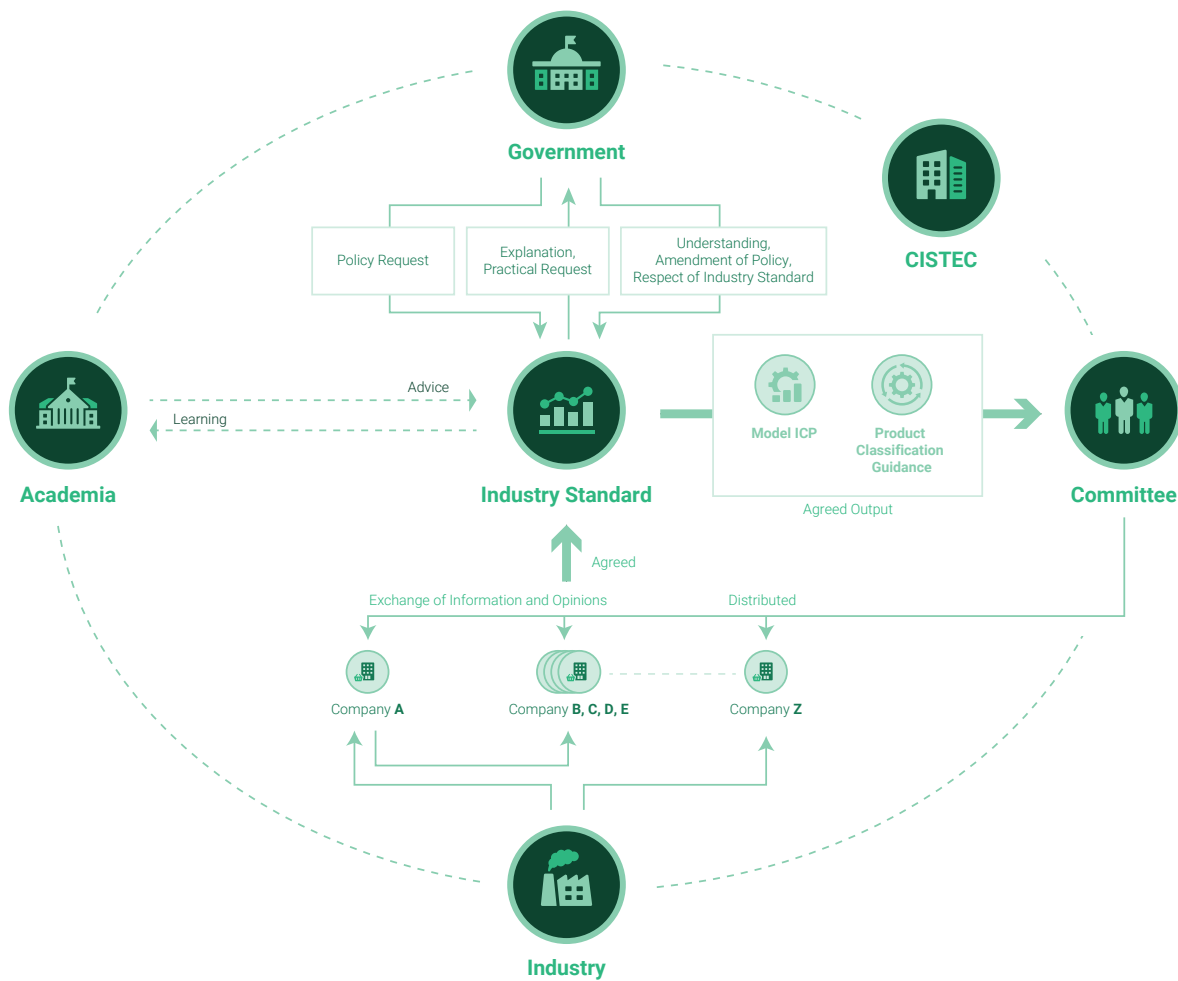 Government
CISTEC
Policy Request
Explanation,
Practical Request
Understanding,
Amendment of Policy,
Respect of Industry Standard
Advice
Learning
Academia
Industry Standard
Model ICP
Product
Classification
Guidance
Agreed Output
Committee
Agreed
Exchange of Information and Opinions
Distributed
Company A
Company B, C, D, E
Company Z
Industry